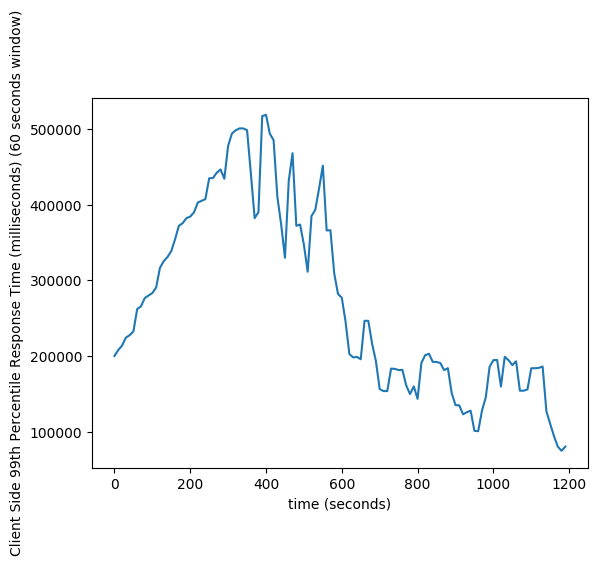 Client Side 99th Percentile Response Time (milliseconds) (60 seconds window)
500000
400000
300000
200000
100000
0 200 400 600 800 1000 1200
time (seconds)